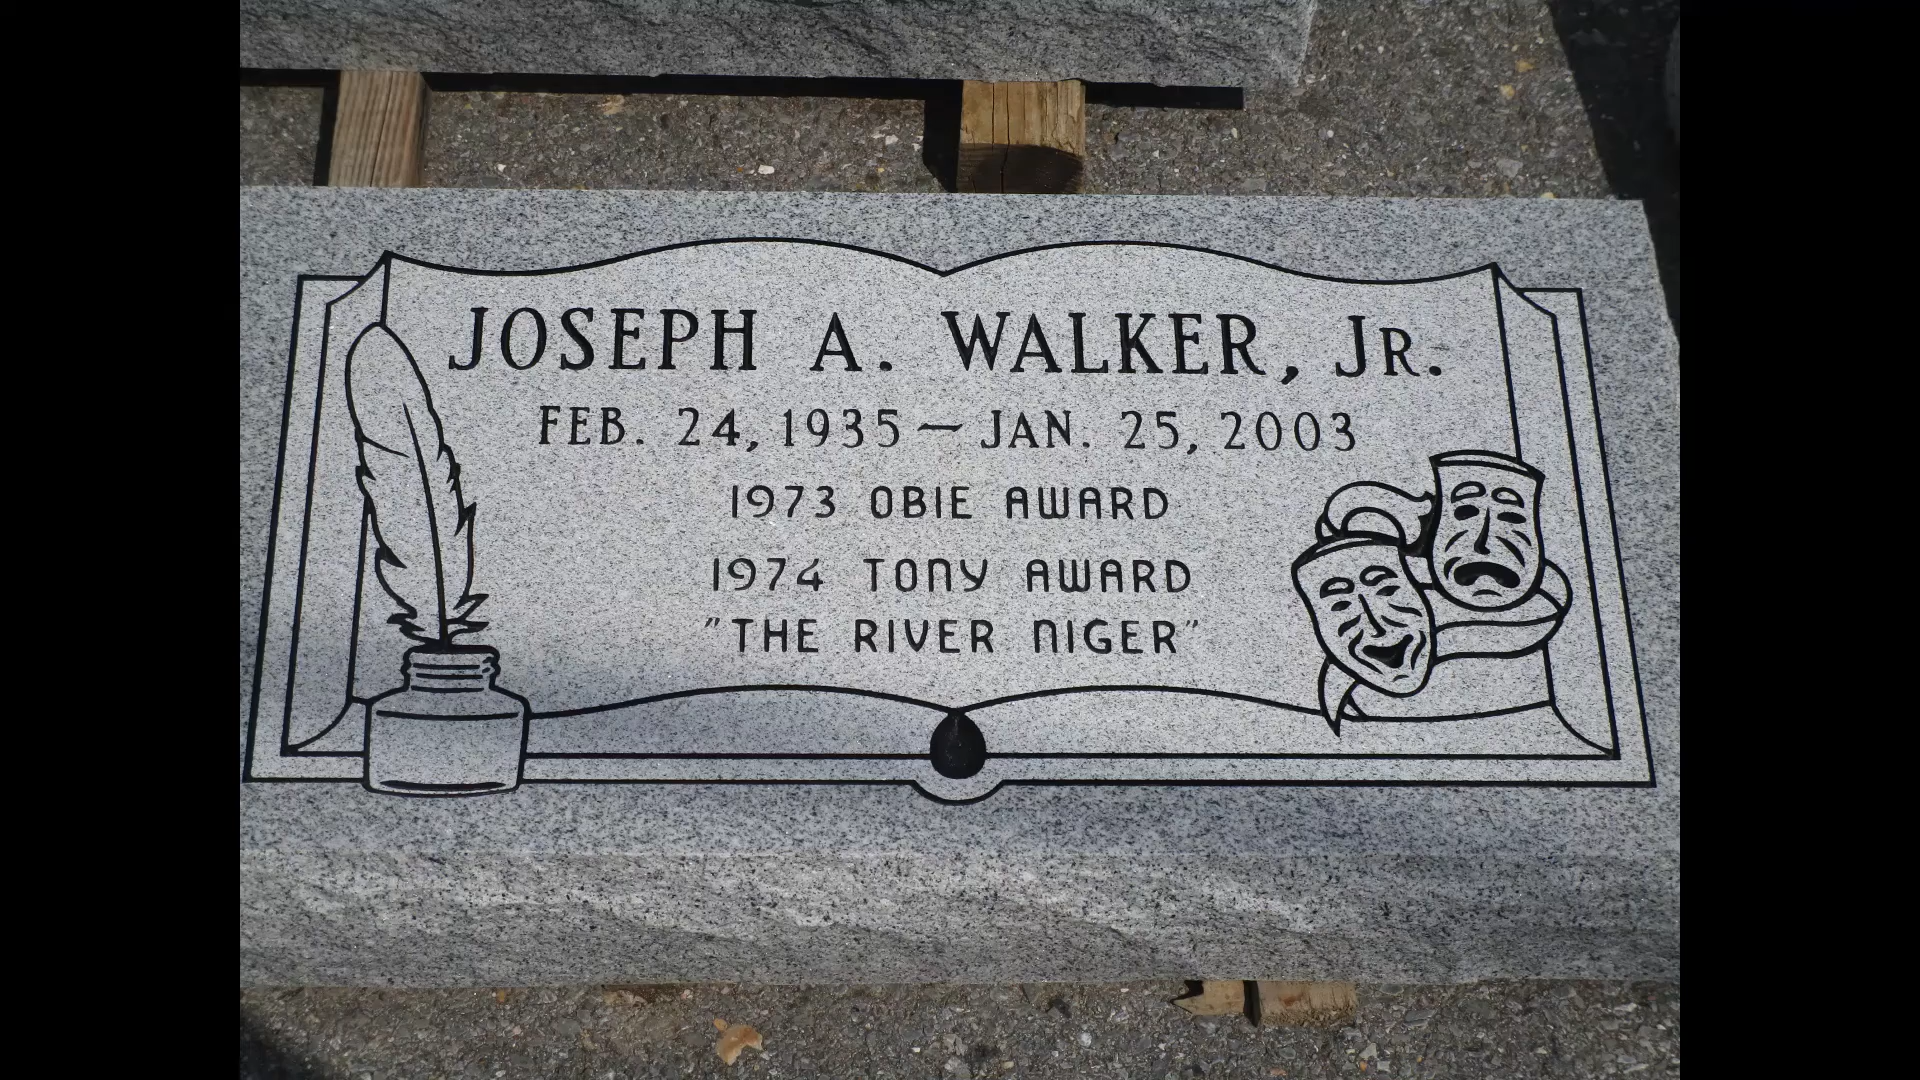 JOSEPH A. WALKER, JR.
FEB. 24, 1935 — JAN. 25, 2003
1973 OBIE AWARD
1974 TONY AWARD
"THE RIVER NIGER"